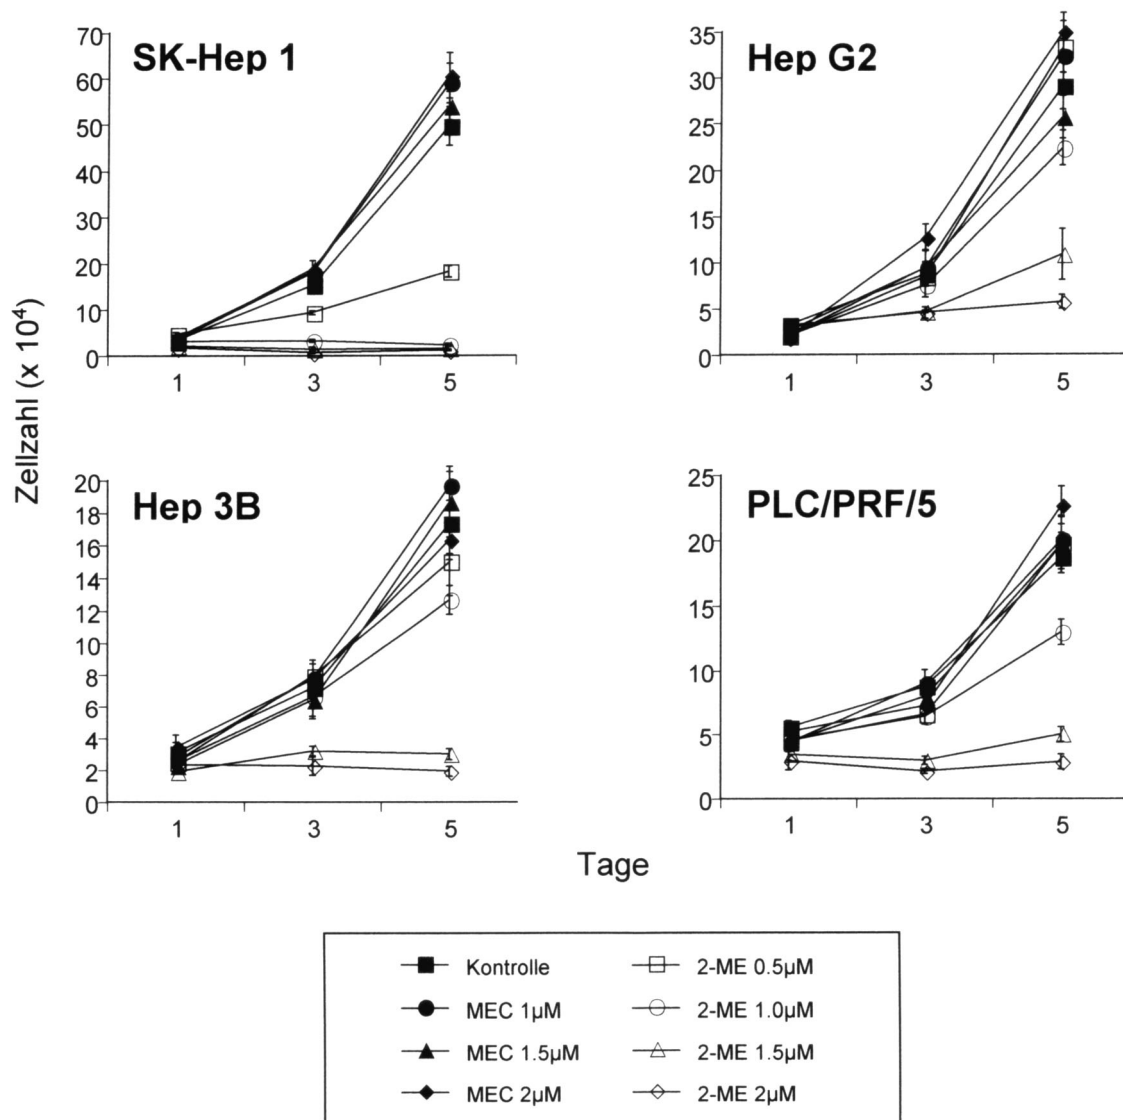 SK-Hep 1
70
60
50
40
30
20
10
0
1 3 5
Hep G2
35
30
25
20
15
10
5
0
1 3 5
Zellzahl (x 10⁴)
Hep 3B
20
18
16
14
12
10
8
6
4
2
0
1 3 5
PLC/PRF/5
25
20
15
10
5
0
1 3 5
Tage
Kontrolle 2-ME 0.5µM
MEC 1µM 2-ME 1.0µM
MEC 1.5µM 2-ME 1.5µM
MEC 2µM 2-ME 2µM